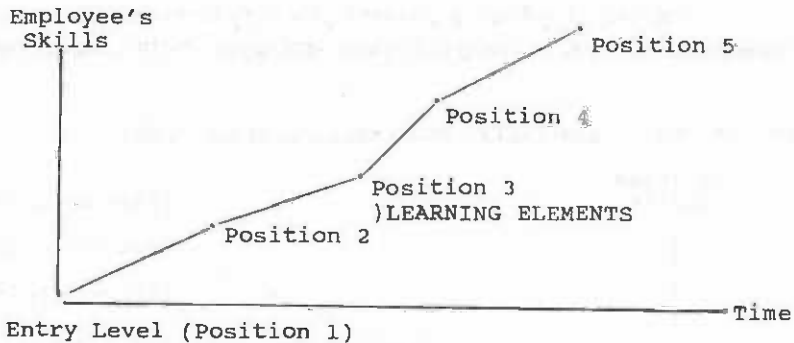 Employee's
Skills
Position 5
Position 4
Position 3
)LEARNING ELEMENTS
Position 2
Time
Entry Level (Position 1)